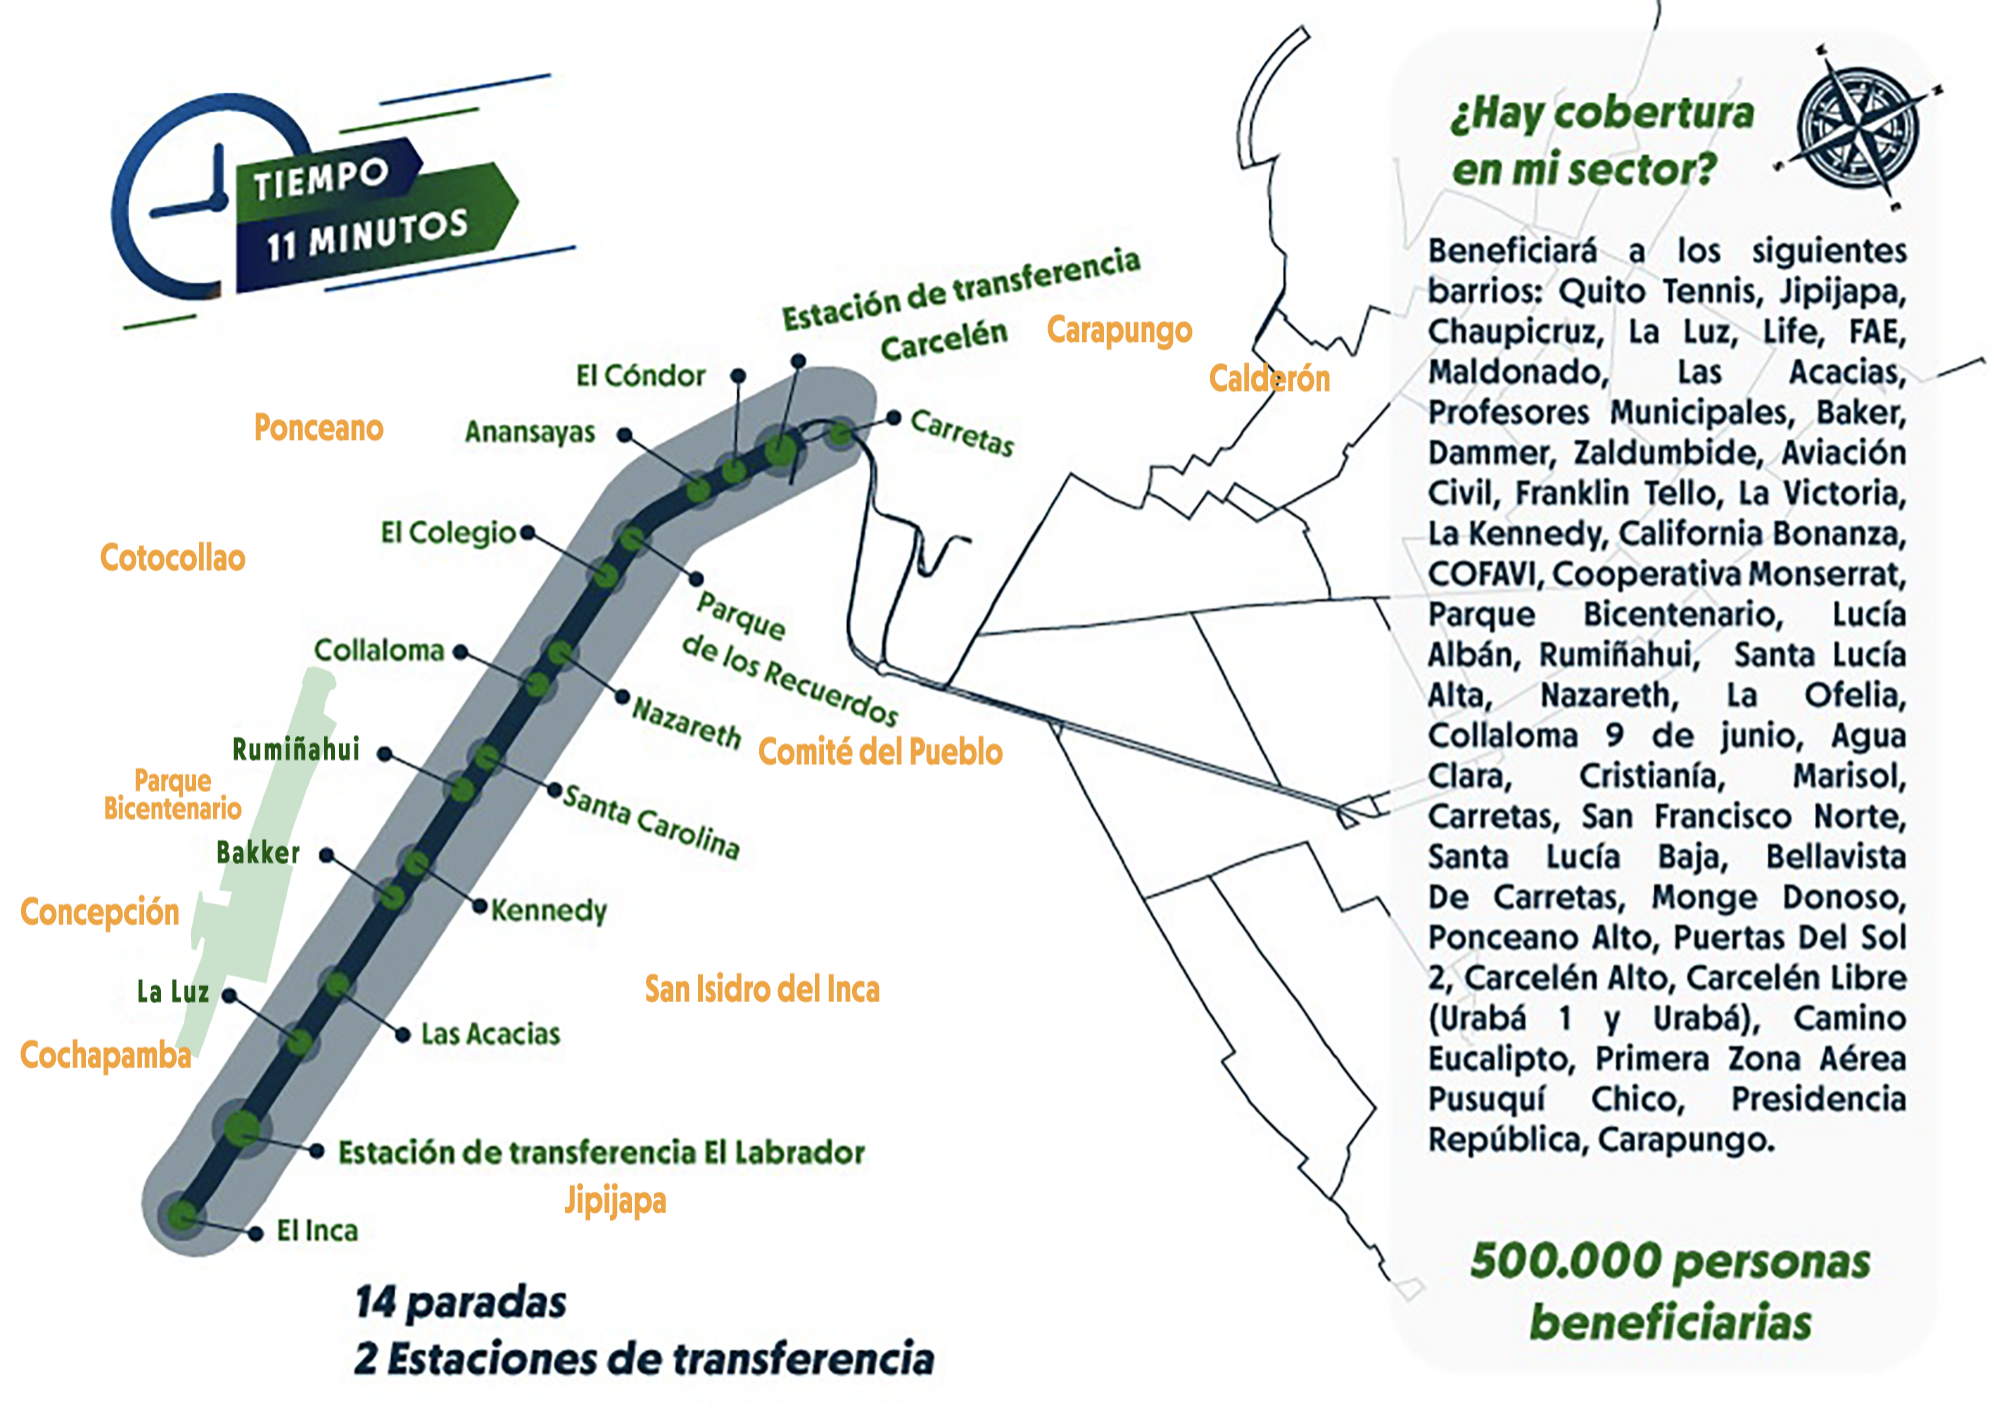 TIEMPO
11 MINUTOS
Estación de transferencia
Carcelén
Carapungo
Calderón
El Cóndor
Ponceano
Anansayas
Carretas
El Colegio
Cotocollao
Parque
de los Recuerdos
Collaloma
Nazareth
Comité del Pueblo
Rumiñahui
Parque
Bicentenario
Santa Carolina
Bakker
Concepción
Kennedy
San Isidro del Inca
La Luz
Las Acacias
Cochapamba
Estación de transferencia El Labrador
Jipijapa
El Inca
14 paradas
2 Estaciones de transferencia
¿Hay cobertura
en mi sector?
W
N
S
E
Beneficiará a los siguientes
barrios: Quito Tennis, Jipijapa,
Chaupicruz, La Luz, Life, FAE,
Maldonado, Las Acacias,
Profesores Municipales, Baker,
Dammer, Zaldumbide, Aviación
Civil, Franklin Tello, La Victoria,
La Kennedy, California Bonanza,
COFAVI, Cooperativa Monserrat,
Parque Bicentenario, Lucía
Albán, Rumiñahui, Santa Lucía
Alta, Nazareth, La Ofelia,
Collaloma 9 de junio, Agua
Clara, Cristianía, Marisol,
Carretas, San Francisco Norte,
Santa Lucía Baja, Bellavista
De Carretas, Monge Donoso,
Ponceano Alto, Puertas Del Sol
2, Carcelén Alto, Carcelén Libre
(Urabá 1 y Urabá), Camino
Eucalipto, Primera Zona Aérea
Pusuquí Chico, Presidencia
República, Carapungo.
500.000 personas
beneficiarias